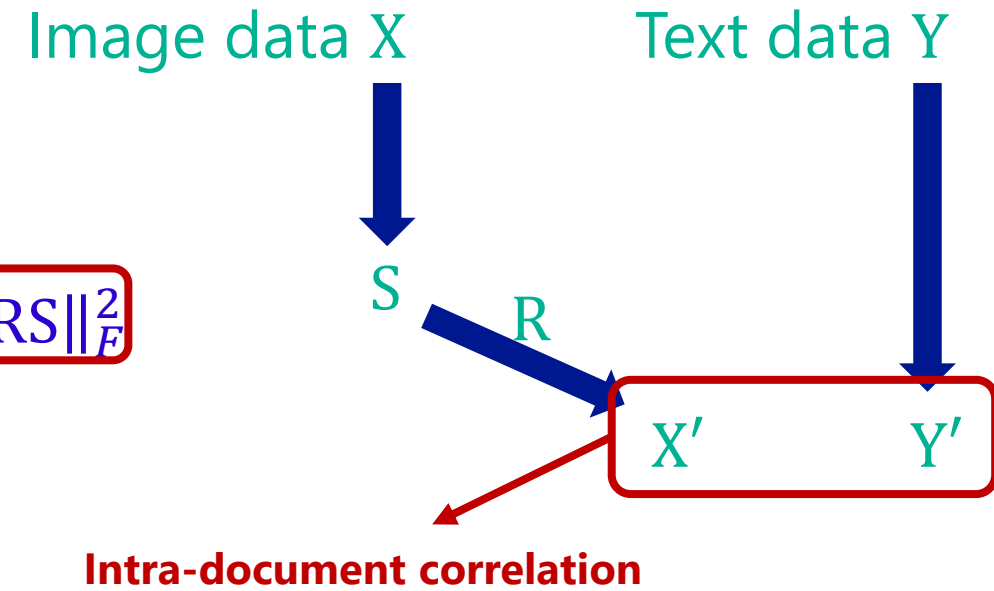 Image data X
Text data Y
S
R
RS‖²_F
X′
Y′
Intra-document correlation